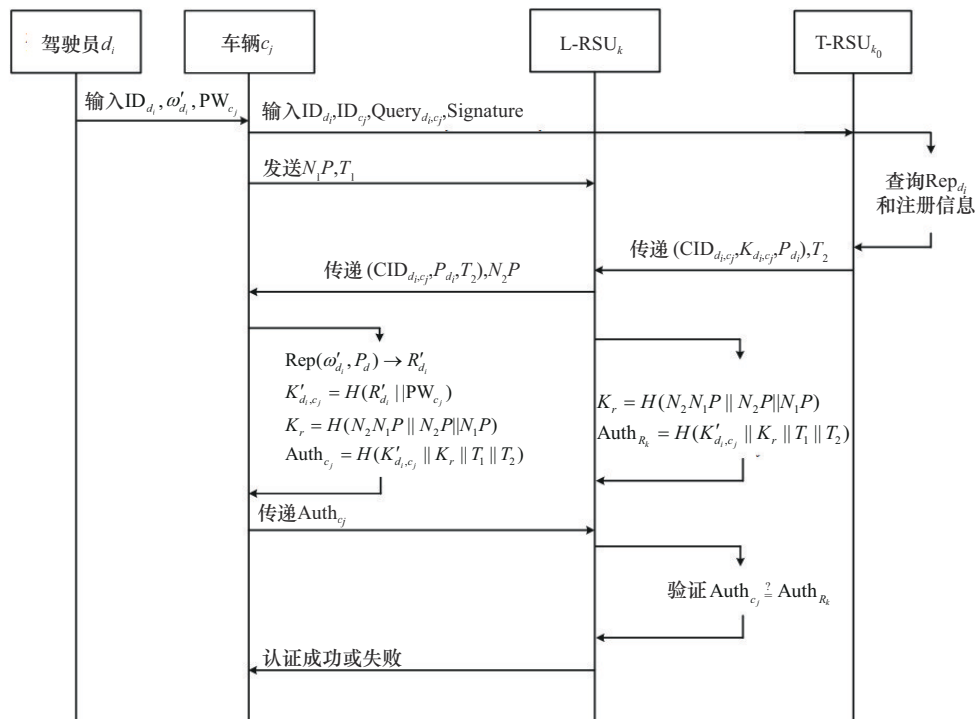 驾驶员d_i
车辆c_j
L-RSU_k
T-RSU_{k_0}
输入ID_{d_i}, ω'_{d_i}, PW_{c_j}
输入ID_{d_i},ID_{c_j},Query_{d_i,c_j},Signature
发送N_1P,T_1
查询Rep_{d_i}
和注册信息
传递 (CID_{d_i,c_j},K_{d_i,c_j},P_{d_i}),T_2
传递 (CID_{d_i,c_j},P_{d_i},T_2),N_2P
Rep(ω'_{d_i}, P_d) → R'_{d_i}
K'_{d_i,c_j} = H(R'_{d_i} || PW_{c_j})
K_r = H(N_2N_1P || N_2P||N_1P)
Auth_{c_j} = H(K'_{d_i,c_j} || K_r || T_1 || T_2)
K_r = H(N_2N_1P || N_2P||N_1P)
Auth_{R_k} = H(K'_{d_i,c_j} || K_r || T_1 || T_2)
传递Auth_{c_j}
验证 Auth_{c_j} ≟ Auth_{R_k}
认证成功或失败